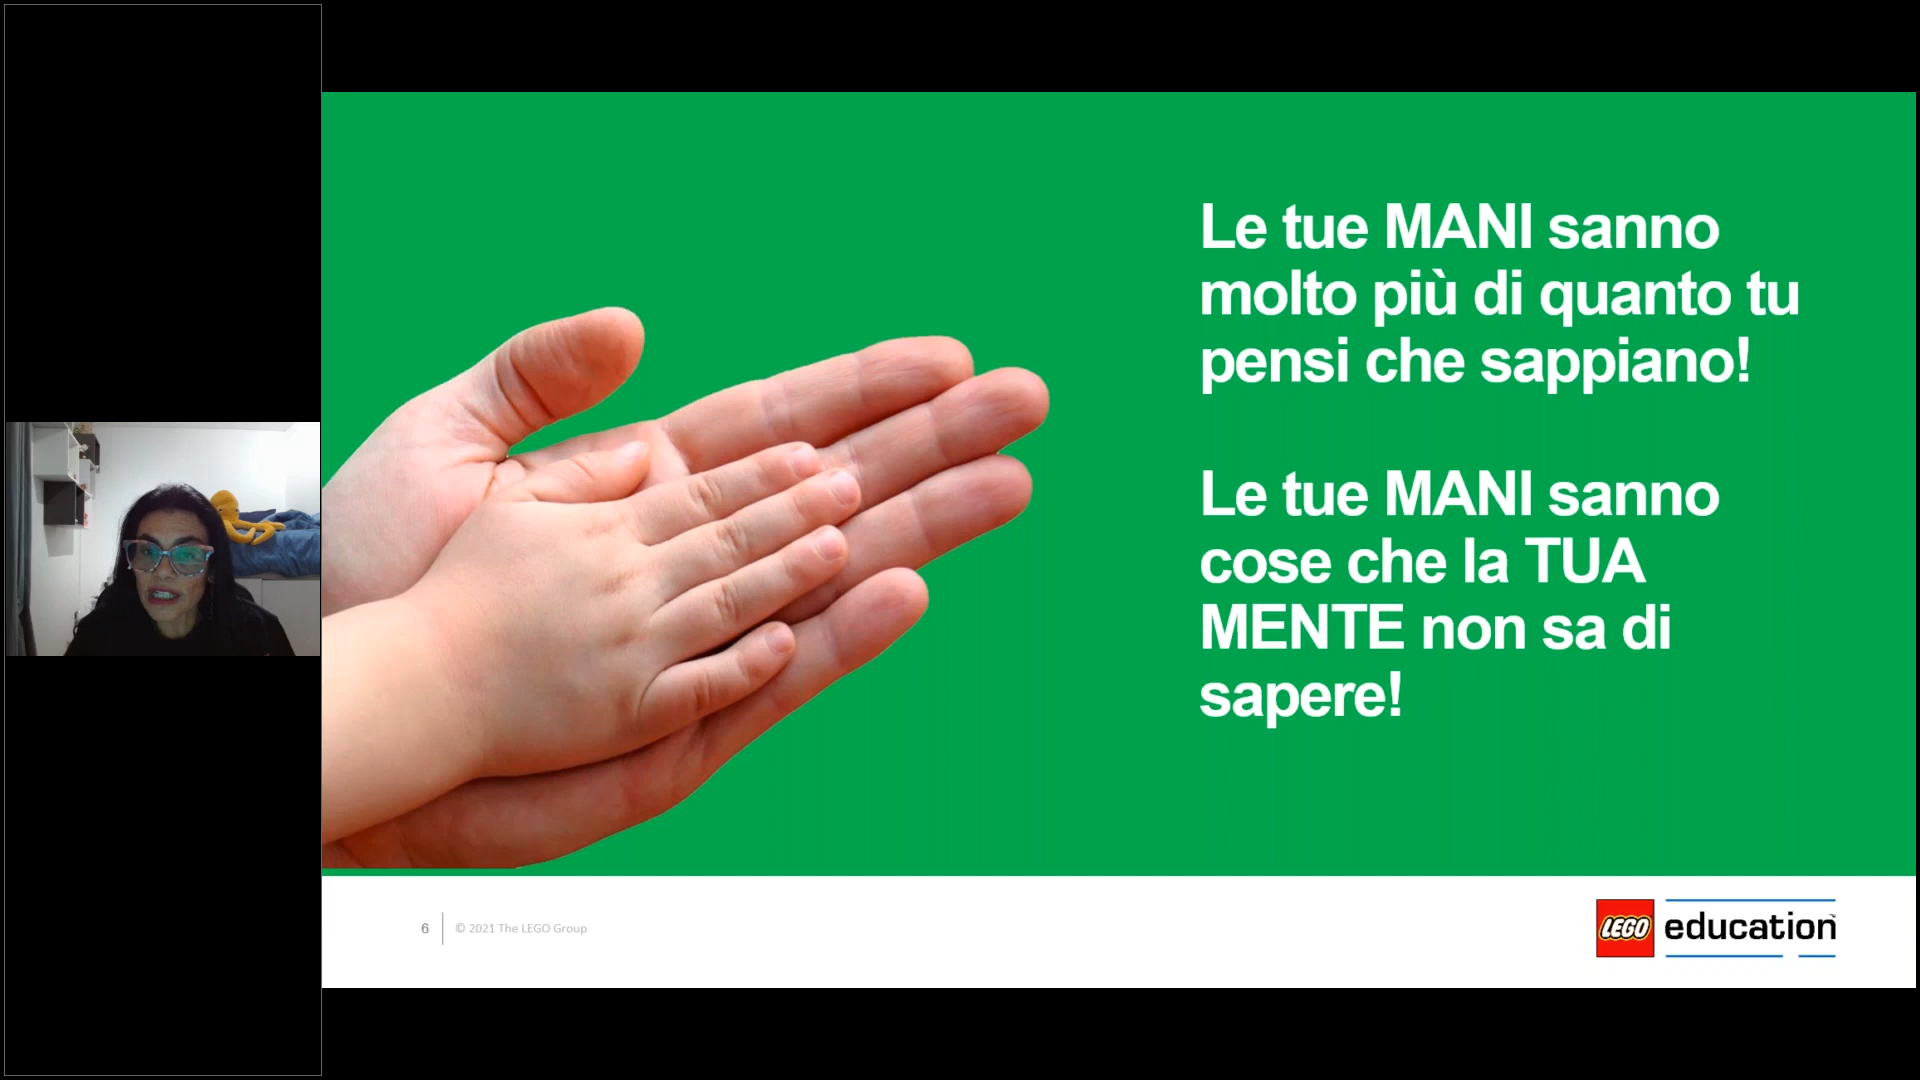 Le tue MANI sanno
molto più di quanto tu
pensi che sappiano!
Le tue MANI sanno
cose che la TUA
MENTE non sa di
sapere!
6
© 2021 The LEGO Group
LEGO education™